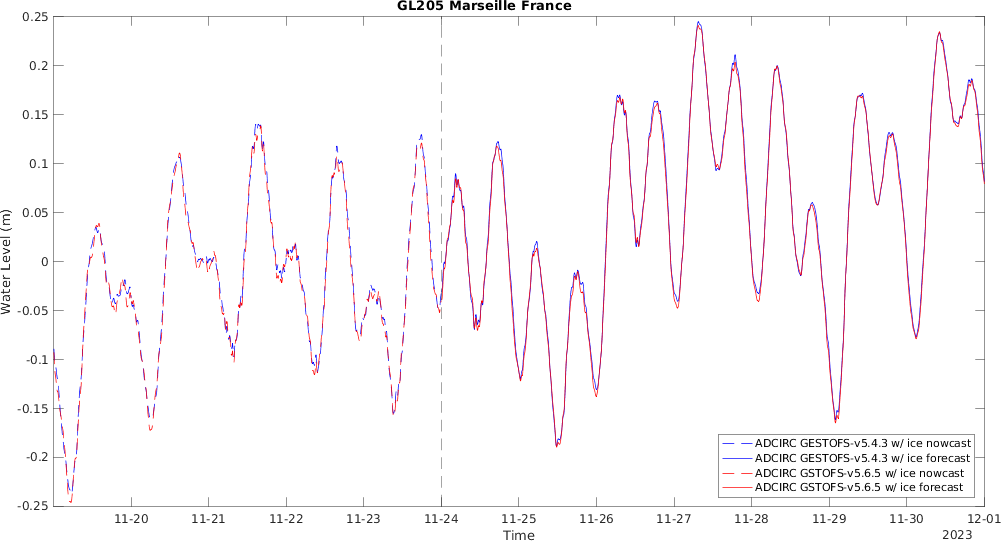 GL205 Marseille France
0.25
0.2
0.15
0.1
0.05
0
-0.05
-0.1
-0.15
-0.2
-0.25
Water Level (m)
ADCIRC GESTOFS-v5.4.3 w/ ice nowcast
ADCIRC GESTOFS-v5.4.3 w/ ice forecast
ADCIRC GSTOFS-v5.6.5 w/ ice nowcast
ADCIRC GSTOFS-v5.6.5 w/ ice forecast
11-20 11-21 11-22 11-23 11-24 11-25 11-26 11-27 11-28 11-29 11-30 12-01
Time 2023